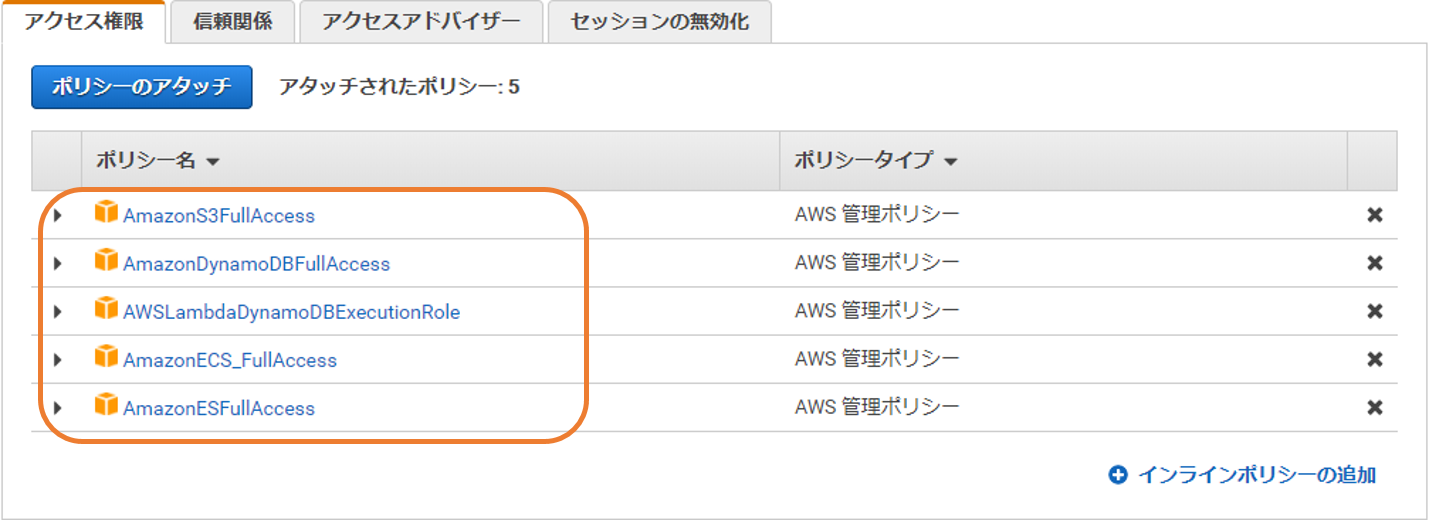 アクセス権限 信頼関係 アクセスアドバイザー セッションの無効化
ポリシーのアタッチ アタッチされたポリシー: 5
ポリシー名 ポリシータイプ
AmazonS3FullAccess AWS 管理ポリシー
AmazonDynamoDBFullAccess AWS 管理ポリシー
AWSLambdaDynamoDBExecutionRole AWS 管理ポリシー
AmazonECS_FullAccess AWS 管理ポリシー
AmazonESFullAccess AWS 管理ポリシー
インラインポリシーの追加